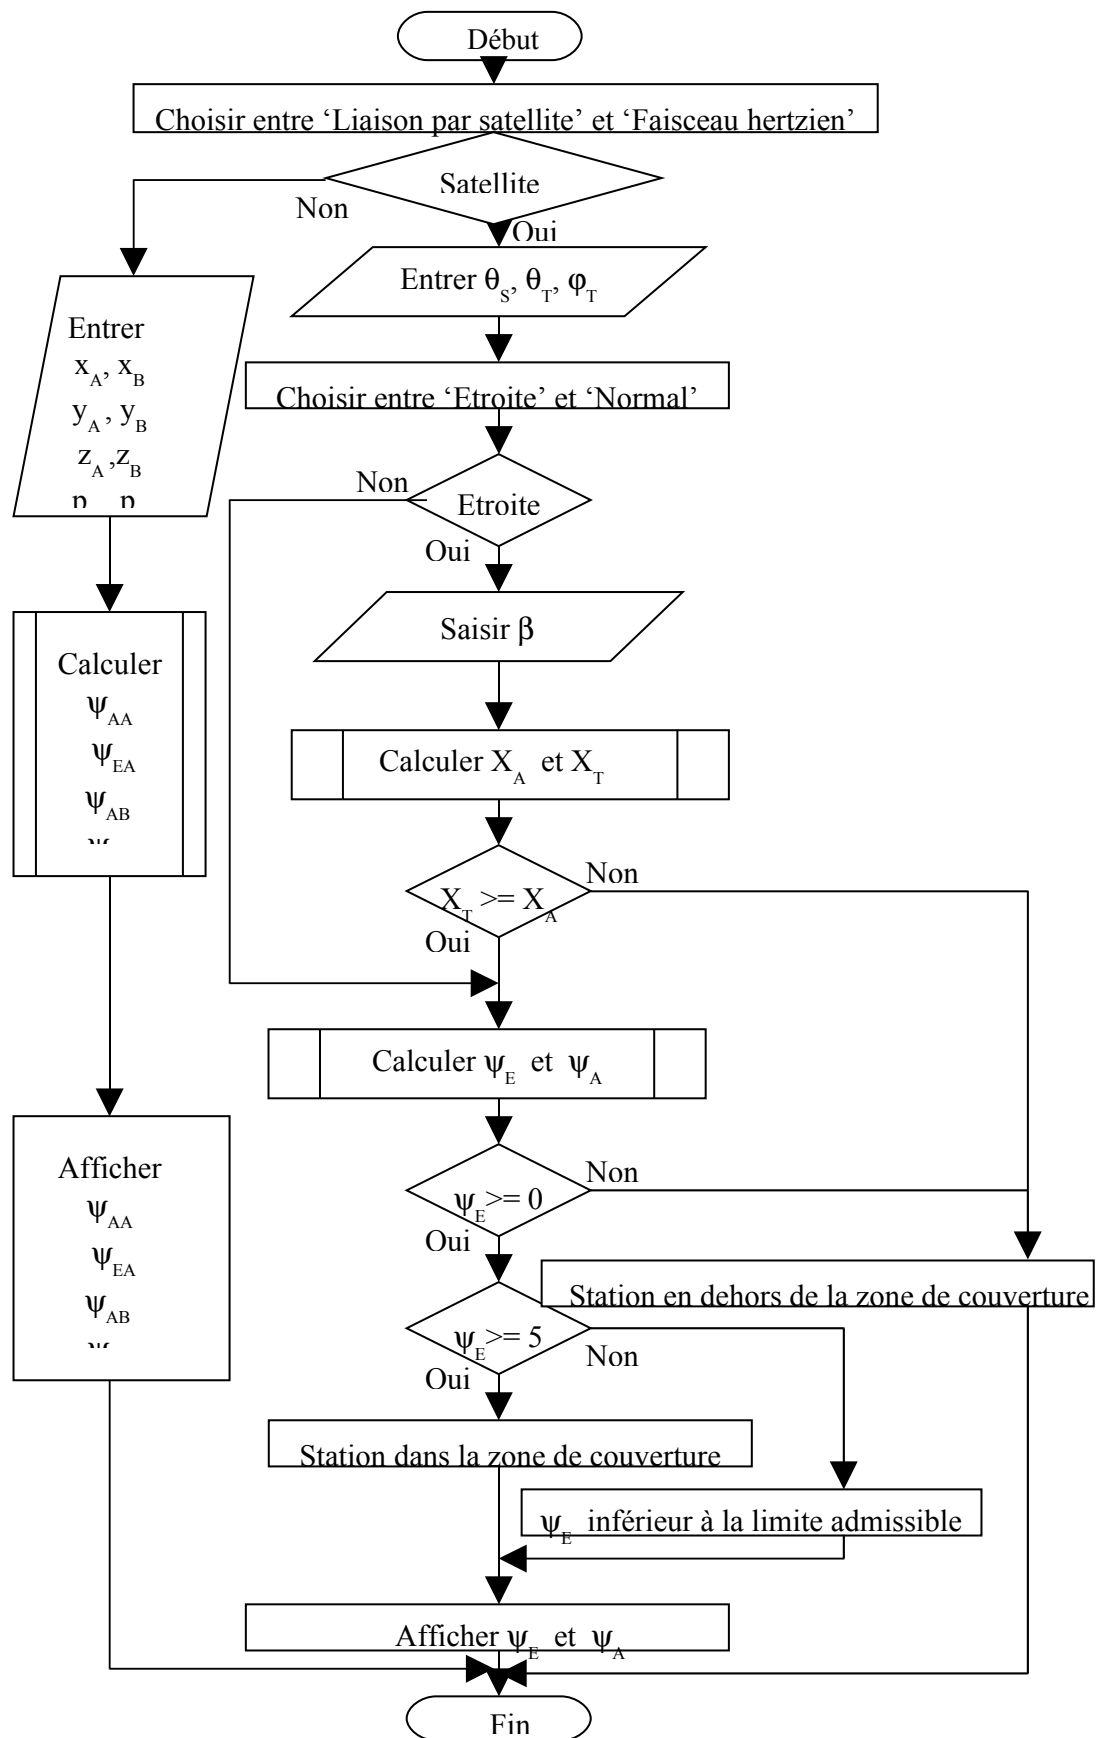 Début
Choisir entre ‘Liaison par satellite’ et ‘Faisceau hertzien’
Satellite
Non
Oui
Entrer θS, θT, φT
Entrer
xA, xB
yA, yB
zA ,zB
p p
Choisir entre ‘Etroite’ et ‘Normal’
Non
Etroite
Oui
Saisir β
Calculer
ψAA
ψEA
ψAB
ψ
Calculer XA et XT
Non
XT >= XA
Oui
Calculer ψE et ψA
Afficher
ψAA
ψEA
ψAB
ψ
Non
ψE>= 0
Oui
Station en dehors de la zone de couverture
ψE>= 5
Non
Oui
Station dans la zone de couverture
ψE inférieur à la limite admissible
Afficher ψE et ψA
Fin